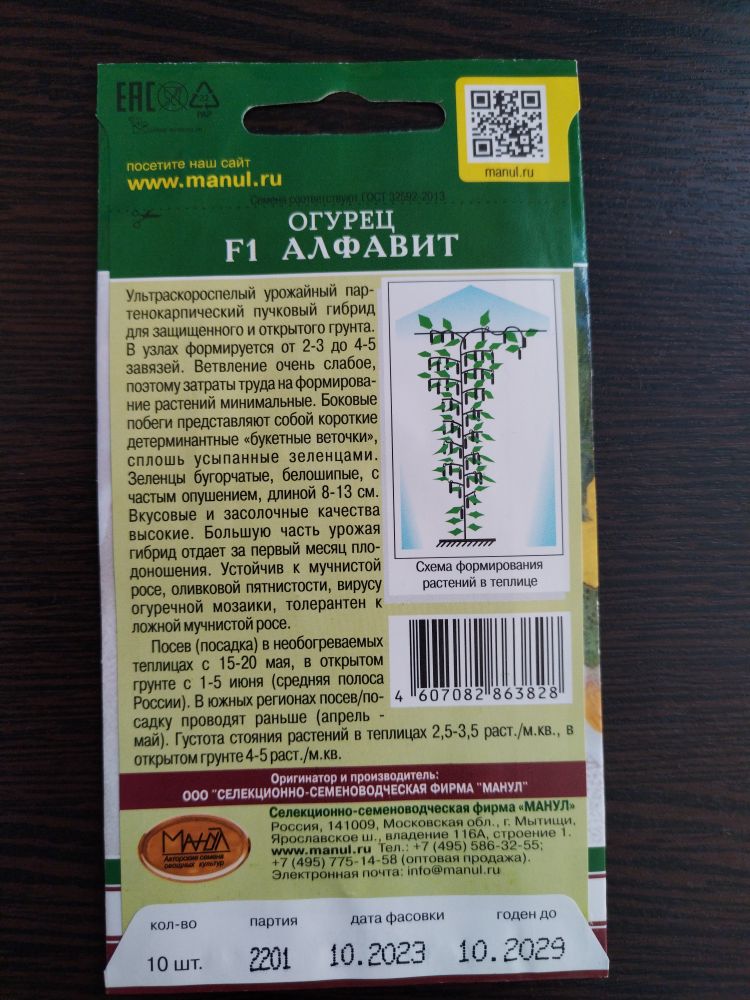 EAC
22
PAP
посетите наш сайт
www.manul.ru
manul.ru
Семена соответствуют ГОСТ 32592-2013
ОГУРЕЦ
F1 АЛФАВИТ
Ультраскороспелый урожайный пар-
тенокарпический пучковый гибрид
для защищенного и открытого грунта.
В узлах формируется от 2-3 до 4-5
завязей. Ветвление очень слабое,
поэтому затраты труда на формирова-
ние растений минимальные. Боковые
побеги представляют собой короткие
детерминантные «букетные веточки»,
сплошь усыпанные зеленцами.
Зеленцы бугорчатые, белошипые, с
частым опушением, длиной 8-13 см.
Вкусовые и засолочные качества
высокие. Большую часть урожая
гибрид отдает за первый месяц пло-
доношения. Устойчив к мучнистой
росе, оливковой пятнистости, вирусу
огуречной мозаики, толерантен к
ложной мучнистой росе.
Посев (посадка) в необогреваемых
теплицах с 15-20 мая, в открытом
грунте с 1-5 июня (средняя полоса
России). В южных регионах посев/по-
садку проводят раньше (апрель -
май). Густота стояния растений в теплицах 2,5-3,5 раст./м.кв., в
открытом грунте 4-5 раст./м.кв.
Схема формирования
растений в теплице
4 607082 863828
Оригинатор и производитель:
ООО "СЕЛЕКЦИОННО-СЕМЕНОВОДЧЕСКАЯ ФИРМА "МАНУЛ"
МАНУЛ
Авторские семена
овощных культур
Селекционно-семеноводческая фирма «МАНУЛ»
Россия, 141009, Московская обл., г. Мытищи,
Ярославское ш., владение 116А, строение 1.
www.manul.ru Тел.: +7 (495) 586-32-55;
+7 (495) 775-14-58 (оптовая продажа).
Электронная почта: info@manul.ru
кол-во партия дата фасовки годен до
10 шт. 2201 10.2023 10.2029